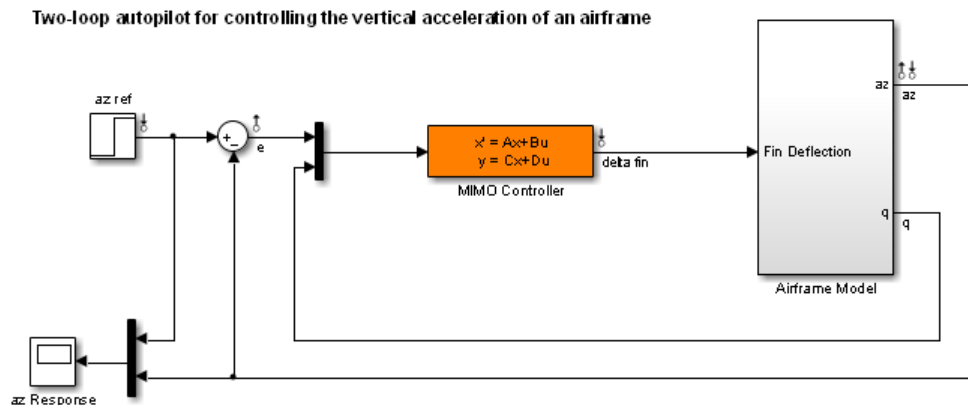 Two-loop autopilot for controlling the vertical acceleration of an airframe
az ref
+
−
e
x' = Ax+Bu
y = Cx+Du
MIMO Controller
delta fin
Fin Deflection
az
az
q
q
Airframe Model
az Response